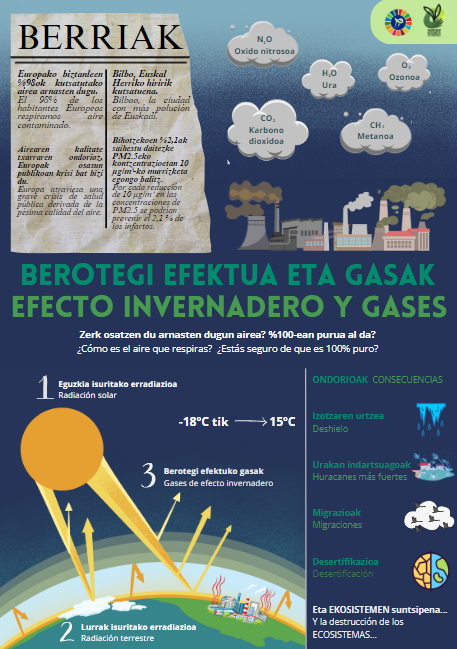 BERRIAK
Europako biztanleen
%98ok kutsatutako
airea arnasten dugu.
El 98% de los
habitantes Europeos
respiramos aire
contaminado.
Airearen kalitate
txarraren ondorioz,
Europak osasun
publikoan krisi bat bizi
du.
Europa atraviesa una
grave crisis de salud
pública derivada de la
pésima calidad del aire.
Bilbo, Euskal
Herriko hiririk
kutsatuena.
Bilbao, la ciudad
con más polución
de Euskadi.
Bihotzekoen %2,1ak
saihestu daitezke
PM2.5eko
kontzentrazioetan 10
µg/m³-ko murrizketa
egongo balitz.
Por cada reducción
de 10 µg/m³ en las
concentraciones de
PM2.5 se podrían
prevenir el 2,1 % de
los infartos.
N₂O
Oxido nitrosoa
H₂O
Ura
O₃
Ozonoa
CO₂
Karbono
dioxidoa
CH₄
Metanoa
BEROTEGI EFEKTUA ETA GASAK
EFECTO INVERNADERO Y GASES
Zerk osatzen du arnasten dugun airea? %100-ean purua al da?
¿Cómo es el aire que respiras? ¿Estás seguro de que es 100% puro?
1 Eguzkia isuritako erradiazioa
Radiación solar
-18ºC tik → 15ºC
3 Berotegi efektuko gasak
Gases de efecto invernadero
2 Lurrak isuritako erradiazioa
Radiación terrestre
ONDORIOAK CONSECUENCIAS
Izotzaren urtzea
Deshielo
Urakan indartsuagoak
Huracanes más fuertes
Migrazioak
Migraciones
Desertifikazioa
Desertificación
Eta EKOSISTEMEN suntsipena...
Y la destrucción de los
ECOSISTEMAS...